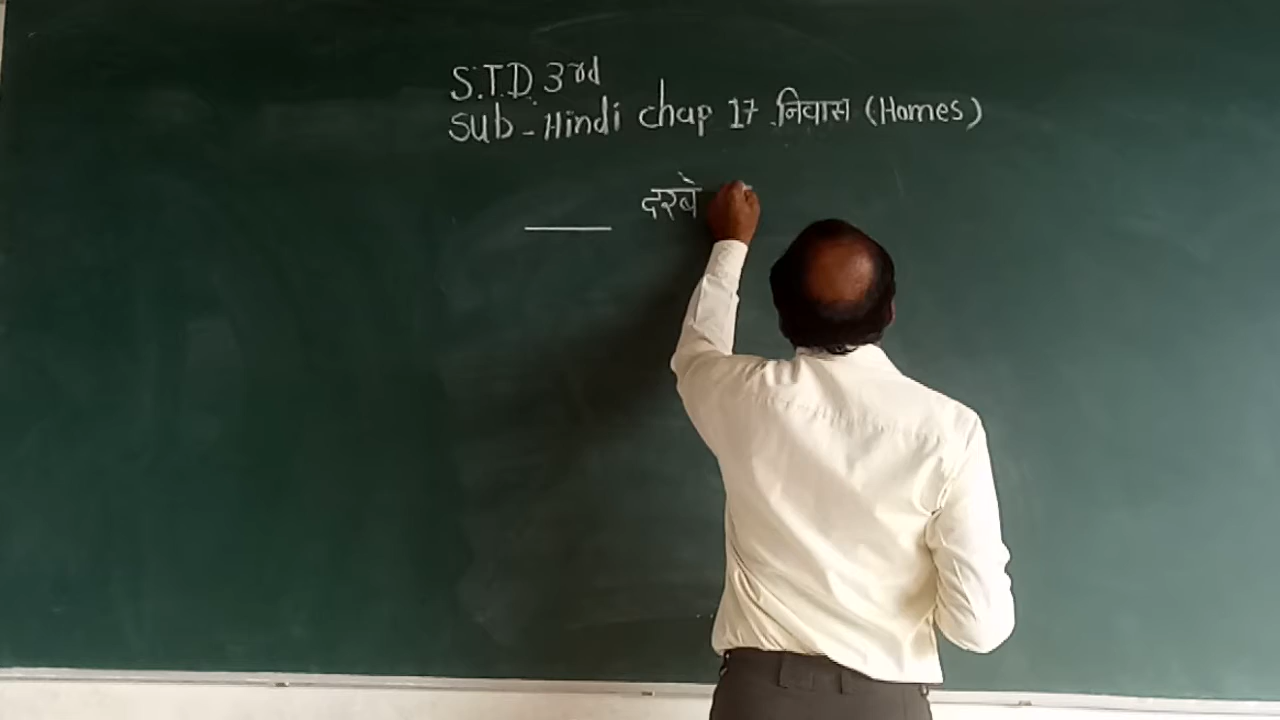 S.T.D. 3rd
Sub - Hindi chap 17 निवास (Homes)
____ दरबे